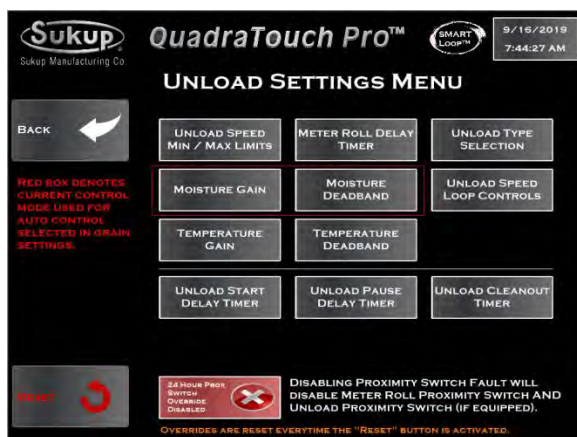 Sukup
Sukup Manufacturing Co
QuadraTouch Pro™
SMART
LOOP™
9/16/2019
7:44:27 AM
UNLOAD SETTINGS MENU
BACK
UNLOAD SPEED
MIN / MAX LIMITS
METER ROLL DELAY
TIMER
UNLOAD TYPE
SELECTION
RED BOX DENOTES
CURRENT CONTROL
MODE USED FOR
AUTO CONTROL
SELECTED IN GRAIN
SETTINGS.
MOISTURE GAIN
MOISTURE
DEADBAND
UNLOAD SPEED
LOOP CONTROLS
TEMPERATURE
GAIN
TEMPERATURE
DEADBAND
UNLOAD START
DELAY TIMER
UNLOAD PAUSE
DELAY TIMER
UNLOAD CLEANOUT
TIMER
RESET
24 HOUR PROX
SWITCH
OVERRIDE
DISABLED
DISABLING PROXIMITY SWITCH FAULT WILL
DISABLE METER ROLL PROXIMITY SWITCH AND
UNLOAD PROXIMITY SWITCH (IF EQUIPPED).
OVERRIDES ARE RESET EVERYTIME THE "RESET" BUTTON IS ACTIVATED.